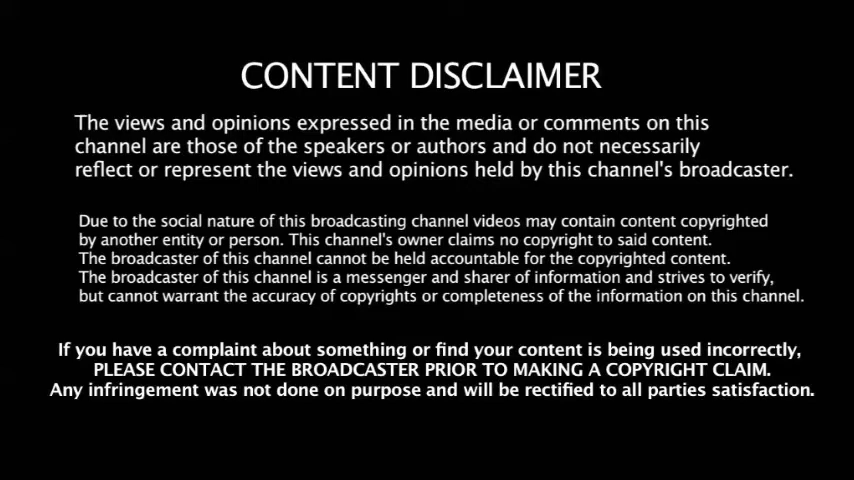 CONTENT DISCLAIMER
The views and opinions expressed in the media or comments on this
channel are those of the speakers or authors and do not necessarily
reflect or represent the views and opinions held by this channel's broadcaster.
Due to the social nature of this broadcasting channel videos may contain content copyrighted
by another entity or person. This channel's owner claims no copyright to said content.
The broadcaster of this channel cannot be held accountable for the copyrighted content.
The broadcaster of this channel is a messenger and sharer of information and strives to verify,
but cannot warrant the accuracy of copyrights or completeness of the information on this channel.
If you have a complaint about something or find your content is being used incorrectly,
PLEASE CONTACT THE BROADCASTER PRIOR TO MAKING A COPYRIGHT CLAIM.
Any infringement was not done on purpose and will be rectified to all parties satisfaction.